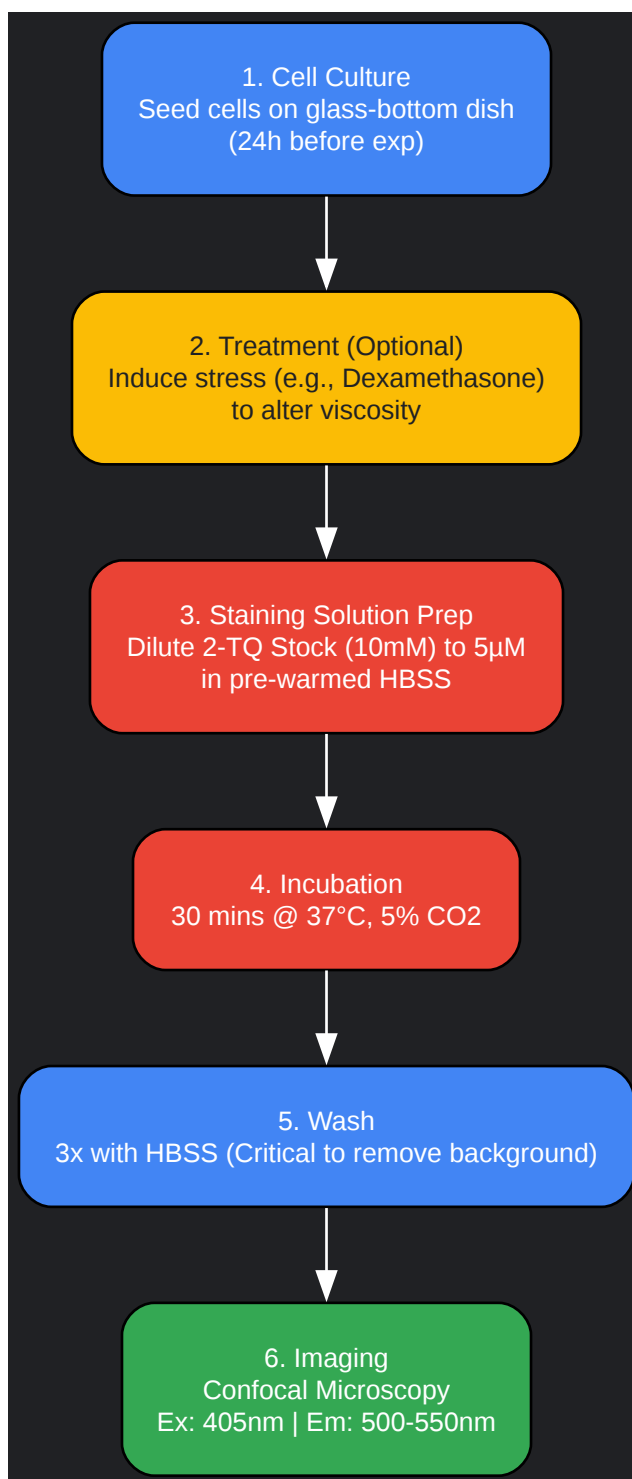 1. Cell Culture
Seed cells on glass-bottom dish
(24h before exp)
2. Treatment (Optional)
Induce stress (e.g., Dexamethasone)
to alter viscosity
3. Staining Solution Prep
Dilute 2-TQ Stock (10mM) to 5µM
in pre-warmed HBSS
4. Incubation
30 mins @ 37°C, 5% CO2
5. Wash
3x with HBSS (Critical to remove background)
6. Imaging
Confocal Microscopy
Ex: 405nm | Em: 500-550nm